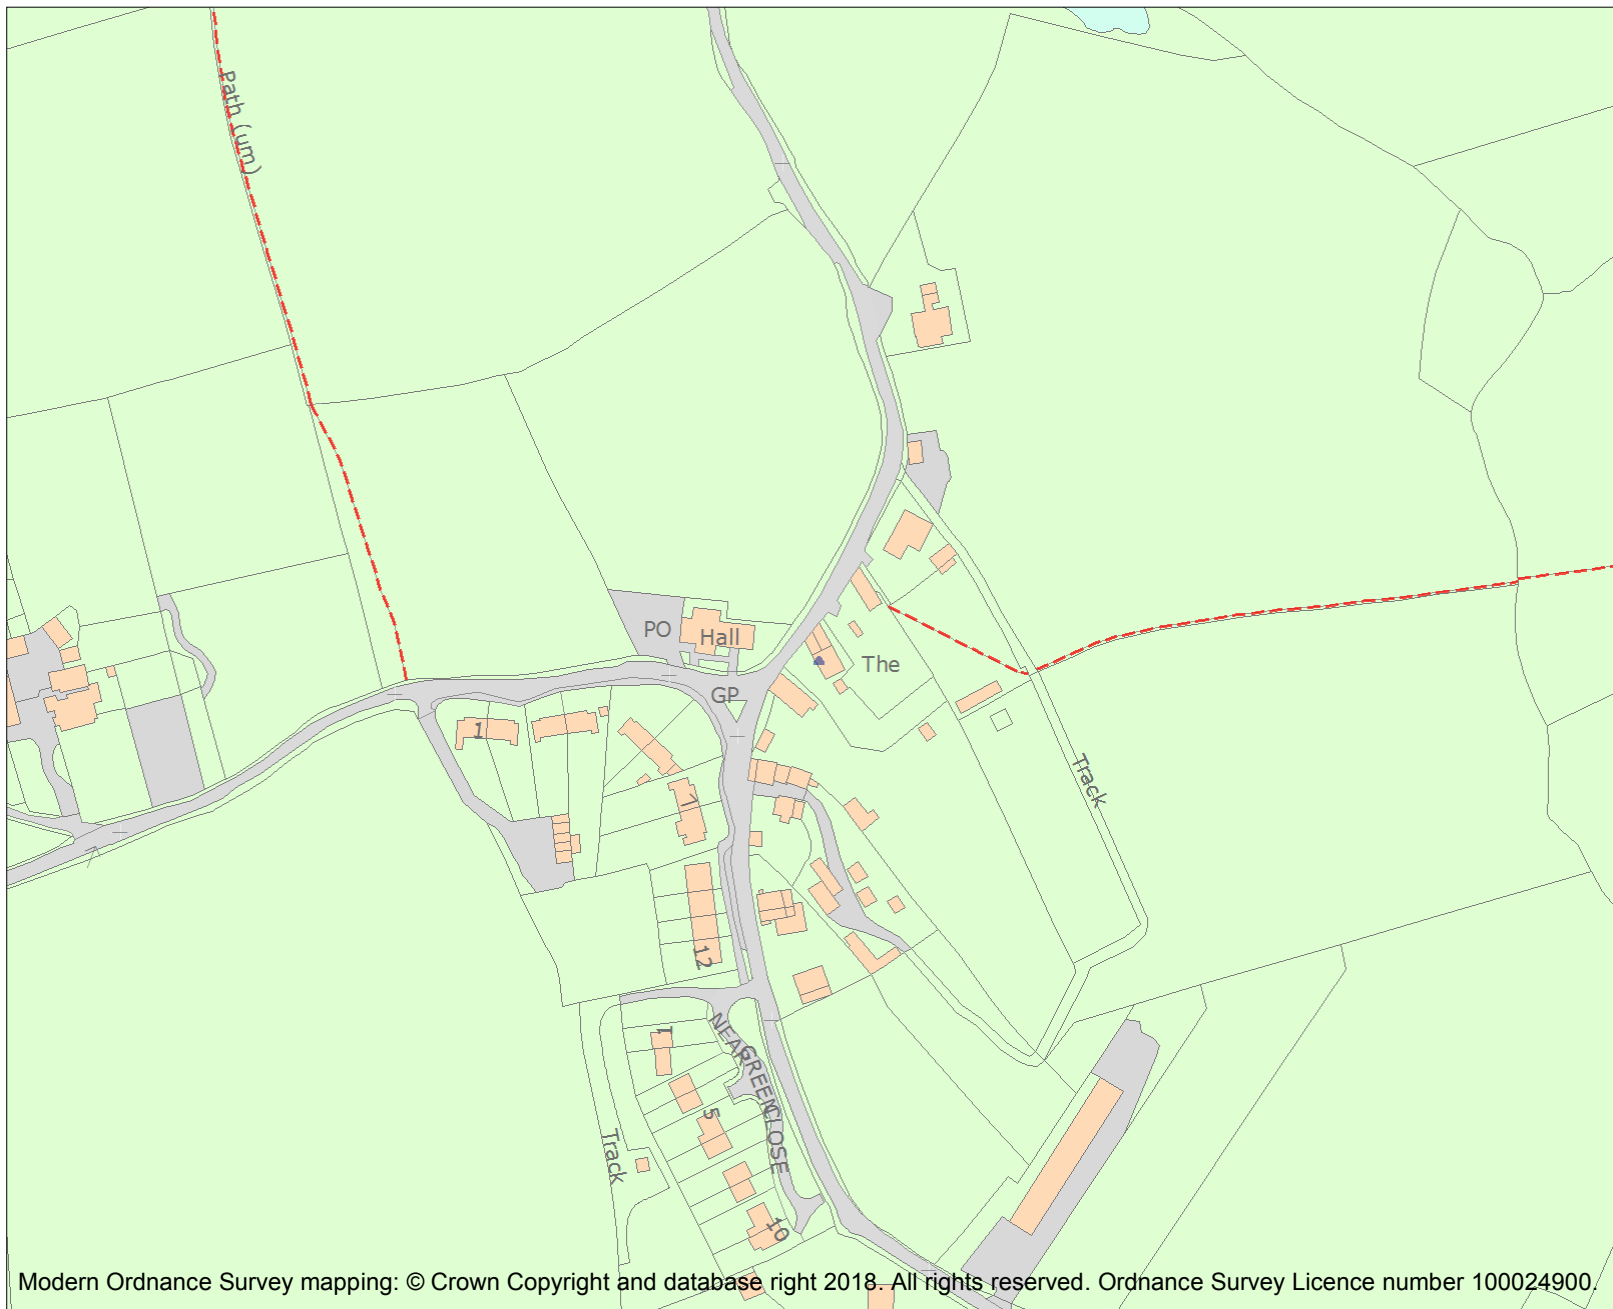 Path (um)
PO
Hall
The
GP
1
7
Track
12
NEAR
GREEN
CLOSE
1
5
Track
10
Modern Ordnance Survey mapping: © Crown Copyright and database right 2018. All rights reserved. Ordnance Survey Licence number 100024900.